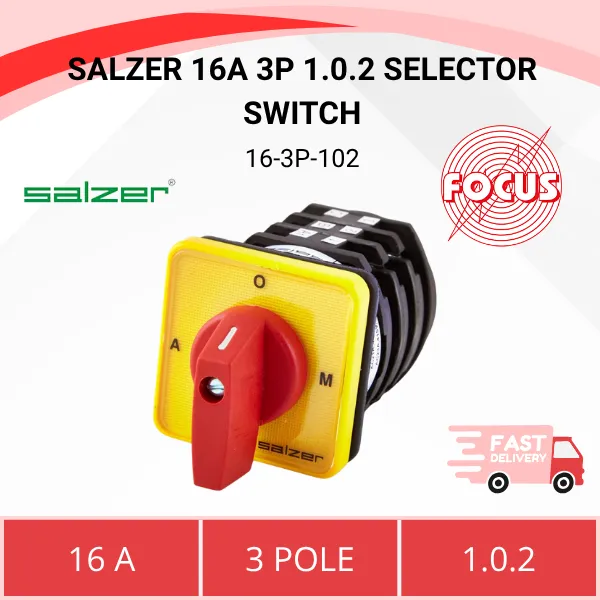 SALZER 16A 3P 1.0.2 SELECTOR
SWITCH
16-3P-102
salzer®
FOCUS
O
A
M
salzer
FAST
DELIVERY
16 A
3 POLE
1.0.2